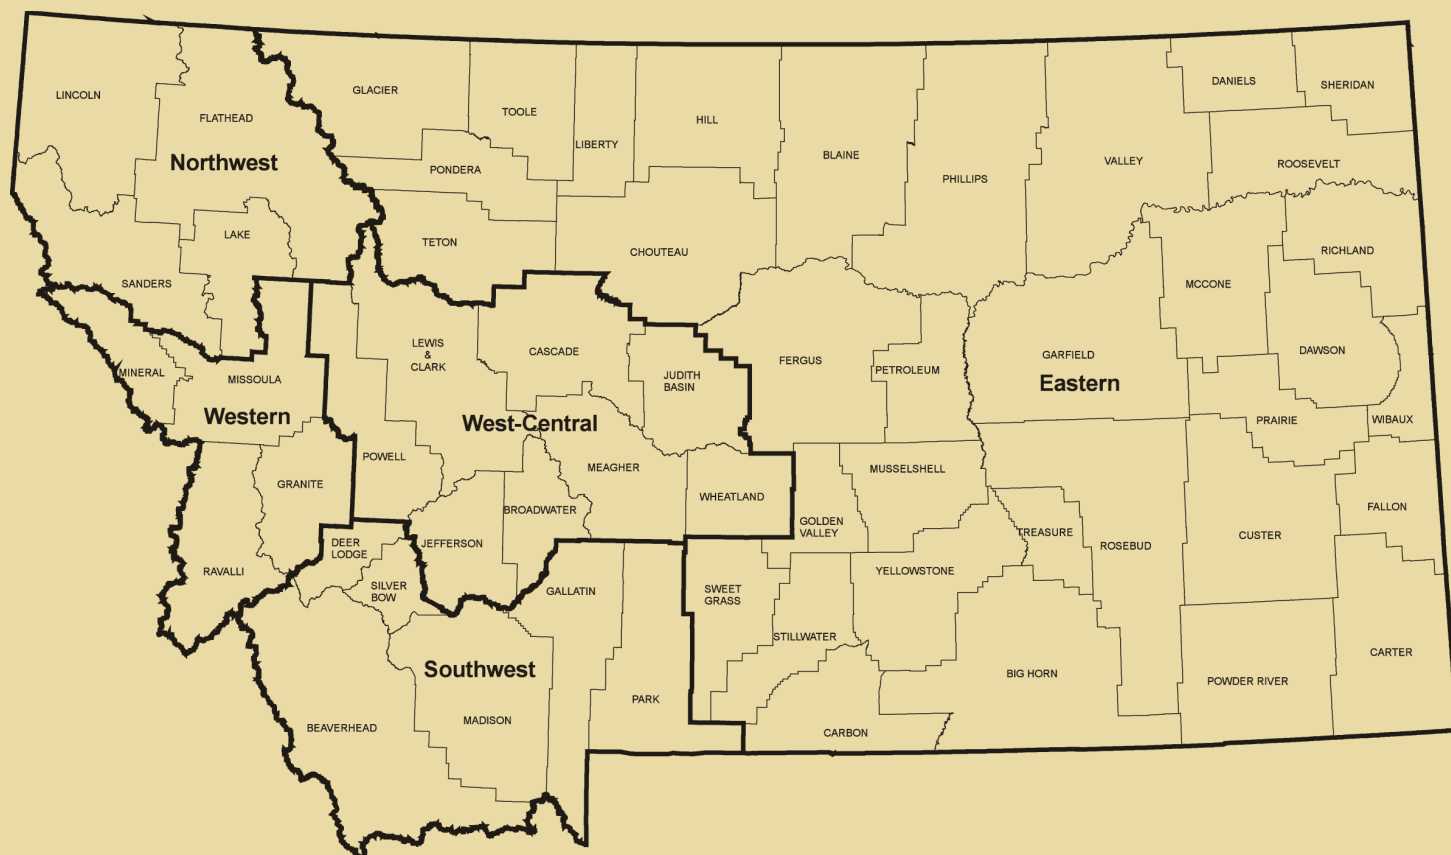 LINCOLN
FLATHEAD
Northwest
LAKE
SANDERS
GLACIER
TOOLE
LIBERTY
HILL
BLAINE
PHILLIPS
VALLEY
DANIELS
SHERIDAN
ROOSEVELT
PONDERA
TETON
CHOUTEAU
RICHLAND
MCCONE
DAWSON
GARFIELD
Eastern
PRAIRIE
WIBAUX
FERGUS
PETROLEUM
MINERAL
MISSOULA
Western
GRANITE
RAVALLI
LEWIS
&
CLARK
CASCADE
JUDITH
BASIN
West-Central
POWELL
MEAGHER
WHEATLAND
BROADWATER
JEFFERSON
GOLDEN
VALLEY
MUSSELSHELL
TREASURE
ROSEBUD
CUSTER
FALLON
DEER
LODGE
SILVER
BOW
GALLATIN
SWEET
GRASS
YELLOWSTONE
STILLWATER
Southwest
BEAVERHEAD
MADISON
PARK
CARBON
BIG HORN
POWDER RIVER
CARTER